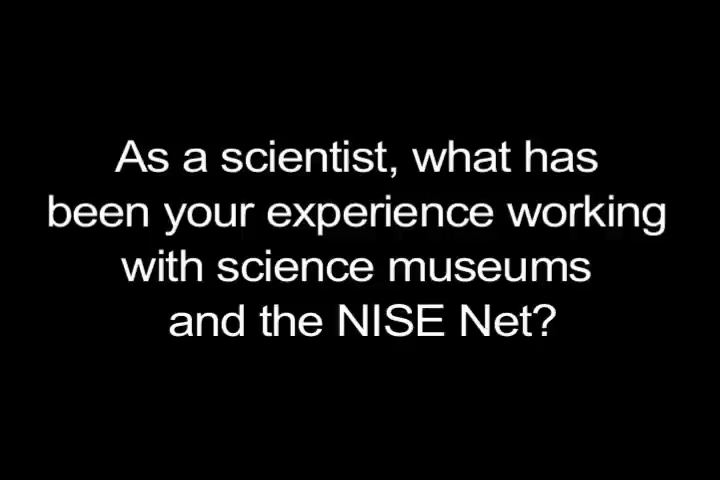 As a scientist, what has
been your experience working
with science museums
and the NISE Net?